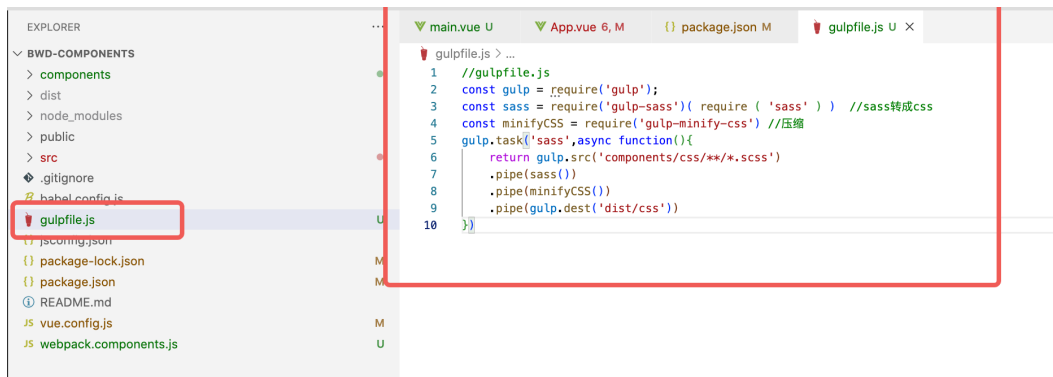 EXPLORER
...
main.vue U
App.vue 6, M
{} package.json M
gulpfile.js U ×
BWD-COMPONENTS
components
dist
node_modules
public
src
.gitignore
babel.config.js
gulpfile.js U
{} jsconfig.json
{} package-lock.json M
{} package.json M
README.md
JS vue.config.js M
JS webpack.components.js U
gulpfile.js > ...
1 //gulpfile.js
2 const gulp = require('gulp');
3 const sass = require('gulp-sass')( require ( 'sass' ) ) //sass转成css
4 const minifyCSS = require('gulp-minify-css') //压缩
5 gulp.task('sass',async function(){
6 return gulp.src('components/css/**/*.scss')
7 .pipe(sass())
8 .pipe(minifyCSS())
9 .pipe(gulp.dest('dist/css'))
10 })